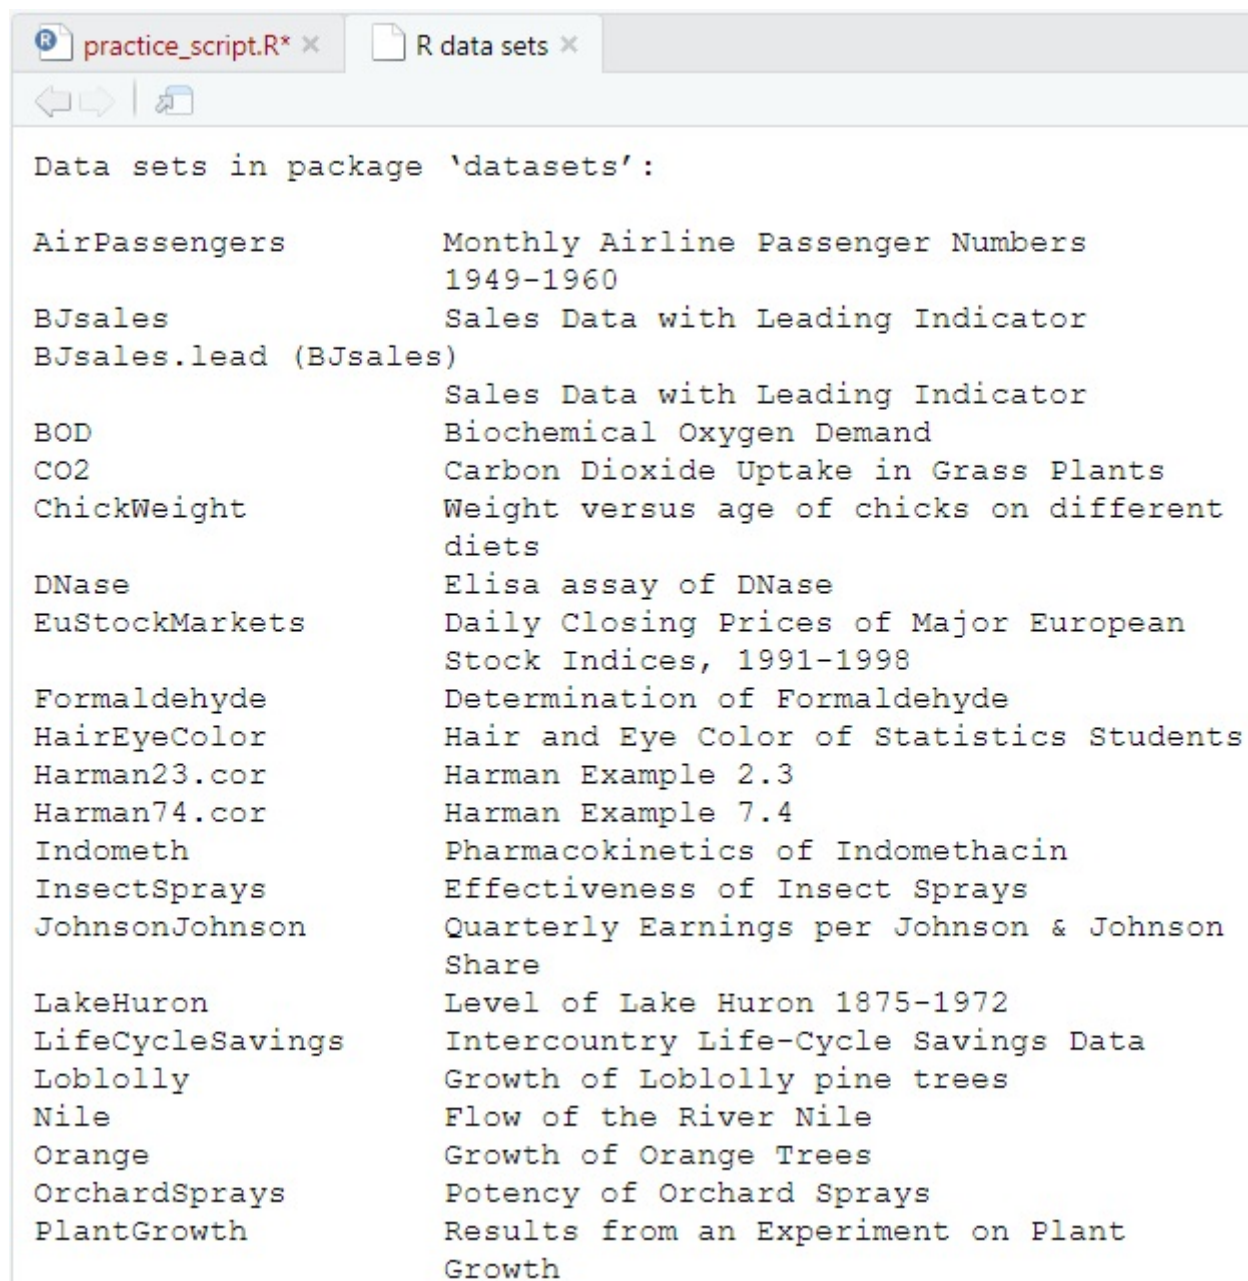 practice_script.R* ×   R data sets ×
Data sets in package ‘datasets’:
AirPassengers   Monthly Airline Passenger Numbers
1949-1960
BJsales   Sales Data with Leading Indicator
BJsales.lead (BJsales)
Sales Data with Leading Indicator
BOD   Biochemical Oxygen Demand
CO2   Carbon Dioxide Uptake in Grass Plants
ChickWeight   Weight versus age of chicks on different
diets
DNase   Elisa assay of DNase
EuStockMarkets   Daily Closing Prices of Major European
Stock Indices, 1991-1998
Formaldehyde   Determination of Formaldehyde
HairEyeColor   Hair and Eye Color of Statistics Students
Harman23.cor   Harman Example 2.3
Harman74.cor   Harman Example 7.4
Indometh   Pharmacokinetics of Indomethacin
InsectSprays   Effectiveness of Insect Sprays
JohnsonJohnson   Quarterly Earnings per Johnson & Johnson
Share
LakeHuron   Level of Lake Huron 1875-1972
LifeCycleSavings   Intercountry Life-Cycle Savings Data
Loblolly   Growth of Loblolly pine trees
Nile   Flow of the River Nile
Orange   Growth of Orange Trees
OrchardSprays   Potency of Orchard Sprays
PlantGrowth   Results from an Experiment on Plant
Growth